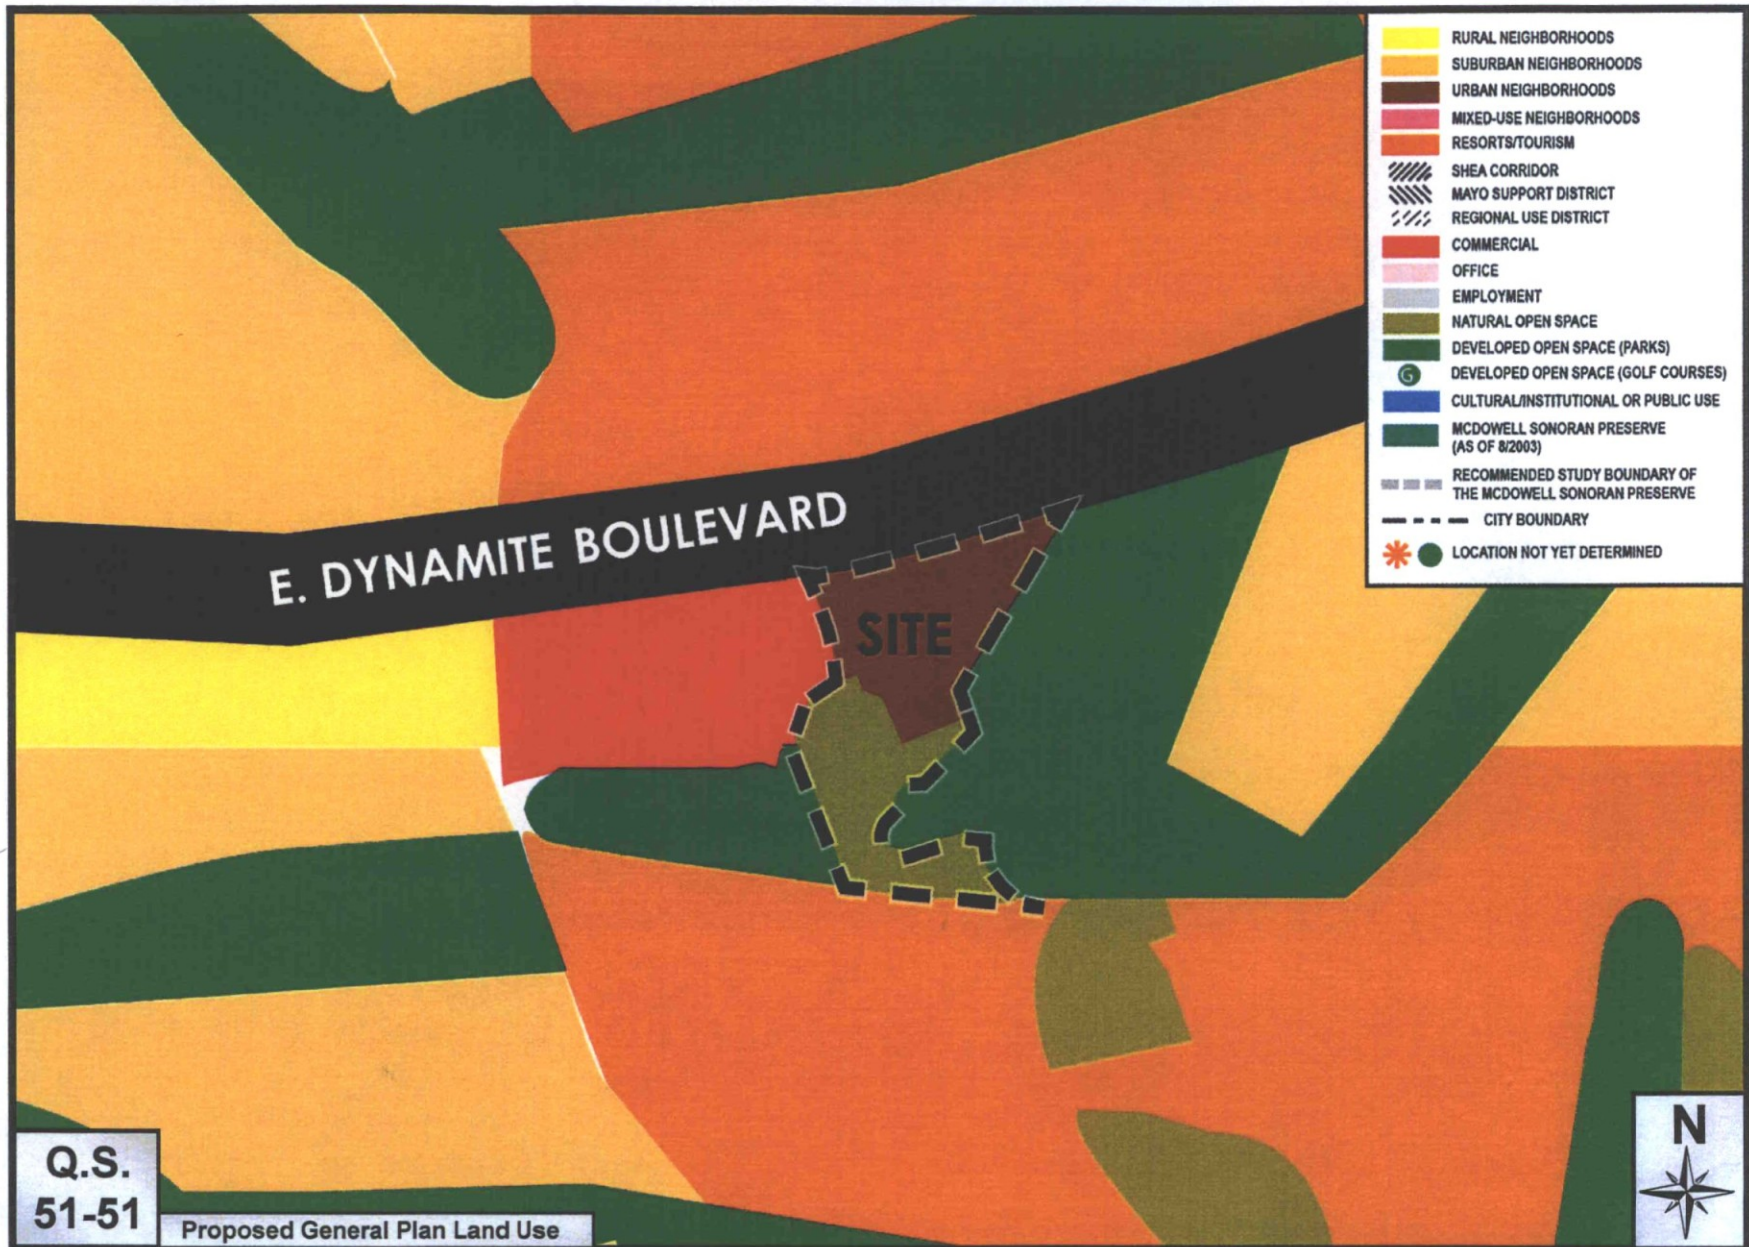 RURAL NEIGHBORHOODS
SUBURBAN NEIGHBORHOODS
URBAN NEIGHBORHOODS
MIXED-USE NEIGHBORHOODS
RESORTS/TOURISM
SHEA CORRIDOR
MAYO SUPPORT DISTRICT
REGIONAL USE DISTRICT
COMMERCIAL
OFFICE
EMPLOYMENT
NATURAL OPEN SPACE
DEVELOPED OPEN SPACE (PARKS)
G DEVELOPED OPEN SPACE (GOLF COURSES)
CULTURAL/INSTITUTIONAL OR PUBLIC USE
MCDOWELL SONORAN PRESERVE
(AS OF 8/2003)
RECOMMENDED STUDY BOUNDARY OF
THE MCDOWELL SONORAN PRESERVE
CITY BOUNDARY
LOCATION NOT YET DETERMINED
E. DYNAMITE BOULEVARD
SITE
Q.S.
51-51
Proposed General Plan Land Use
N